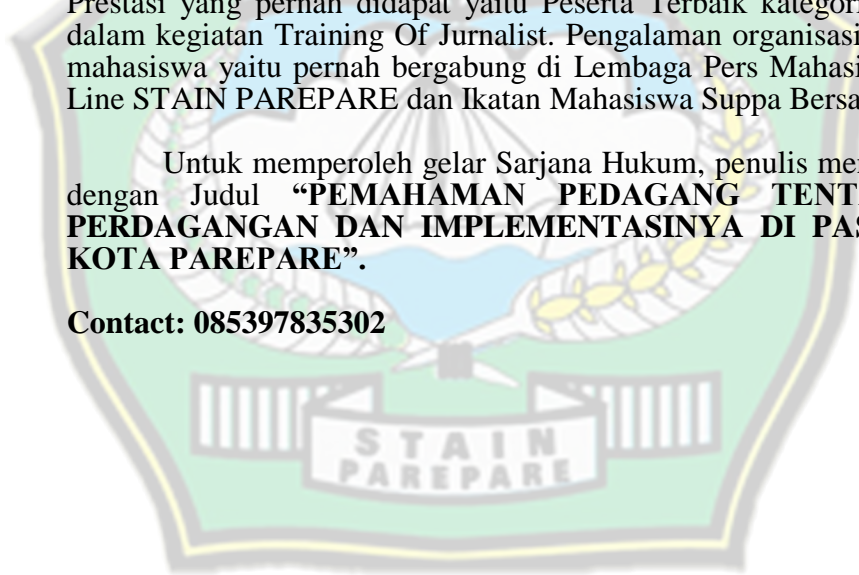 Prestasi yang pernah didapat yaitu Peserta Terbaik kategori
dalam kegiatan Training Of Jurnalist. Pengalaman organisasi
mahasiswa yaitu pernah bergabung di Lembaga Pers Mahasi
Line STAIN PAREPARE dan Ikatan Mahasiswa Suppa Bersa
Untuk memperoleh gelar Sarjana Hukum, penulis me
dengan Judul “PEMAHAMAN PEDAGANG TENT
PERDAGANGAN DAN IMPLEMENTASINYA DI PAS
KOTA PAREPARE”.
Contact: 085397835302
STAIN
PAREPARE